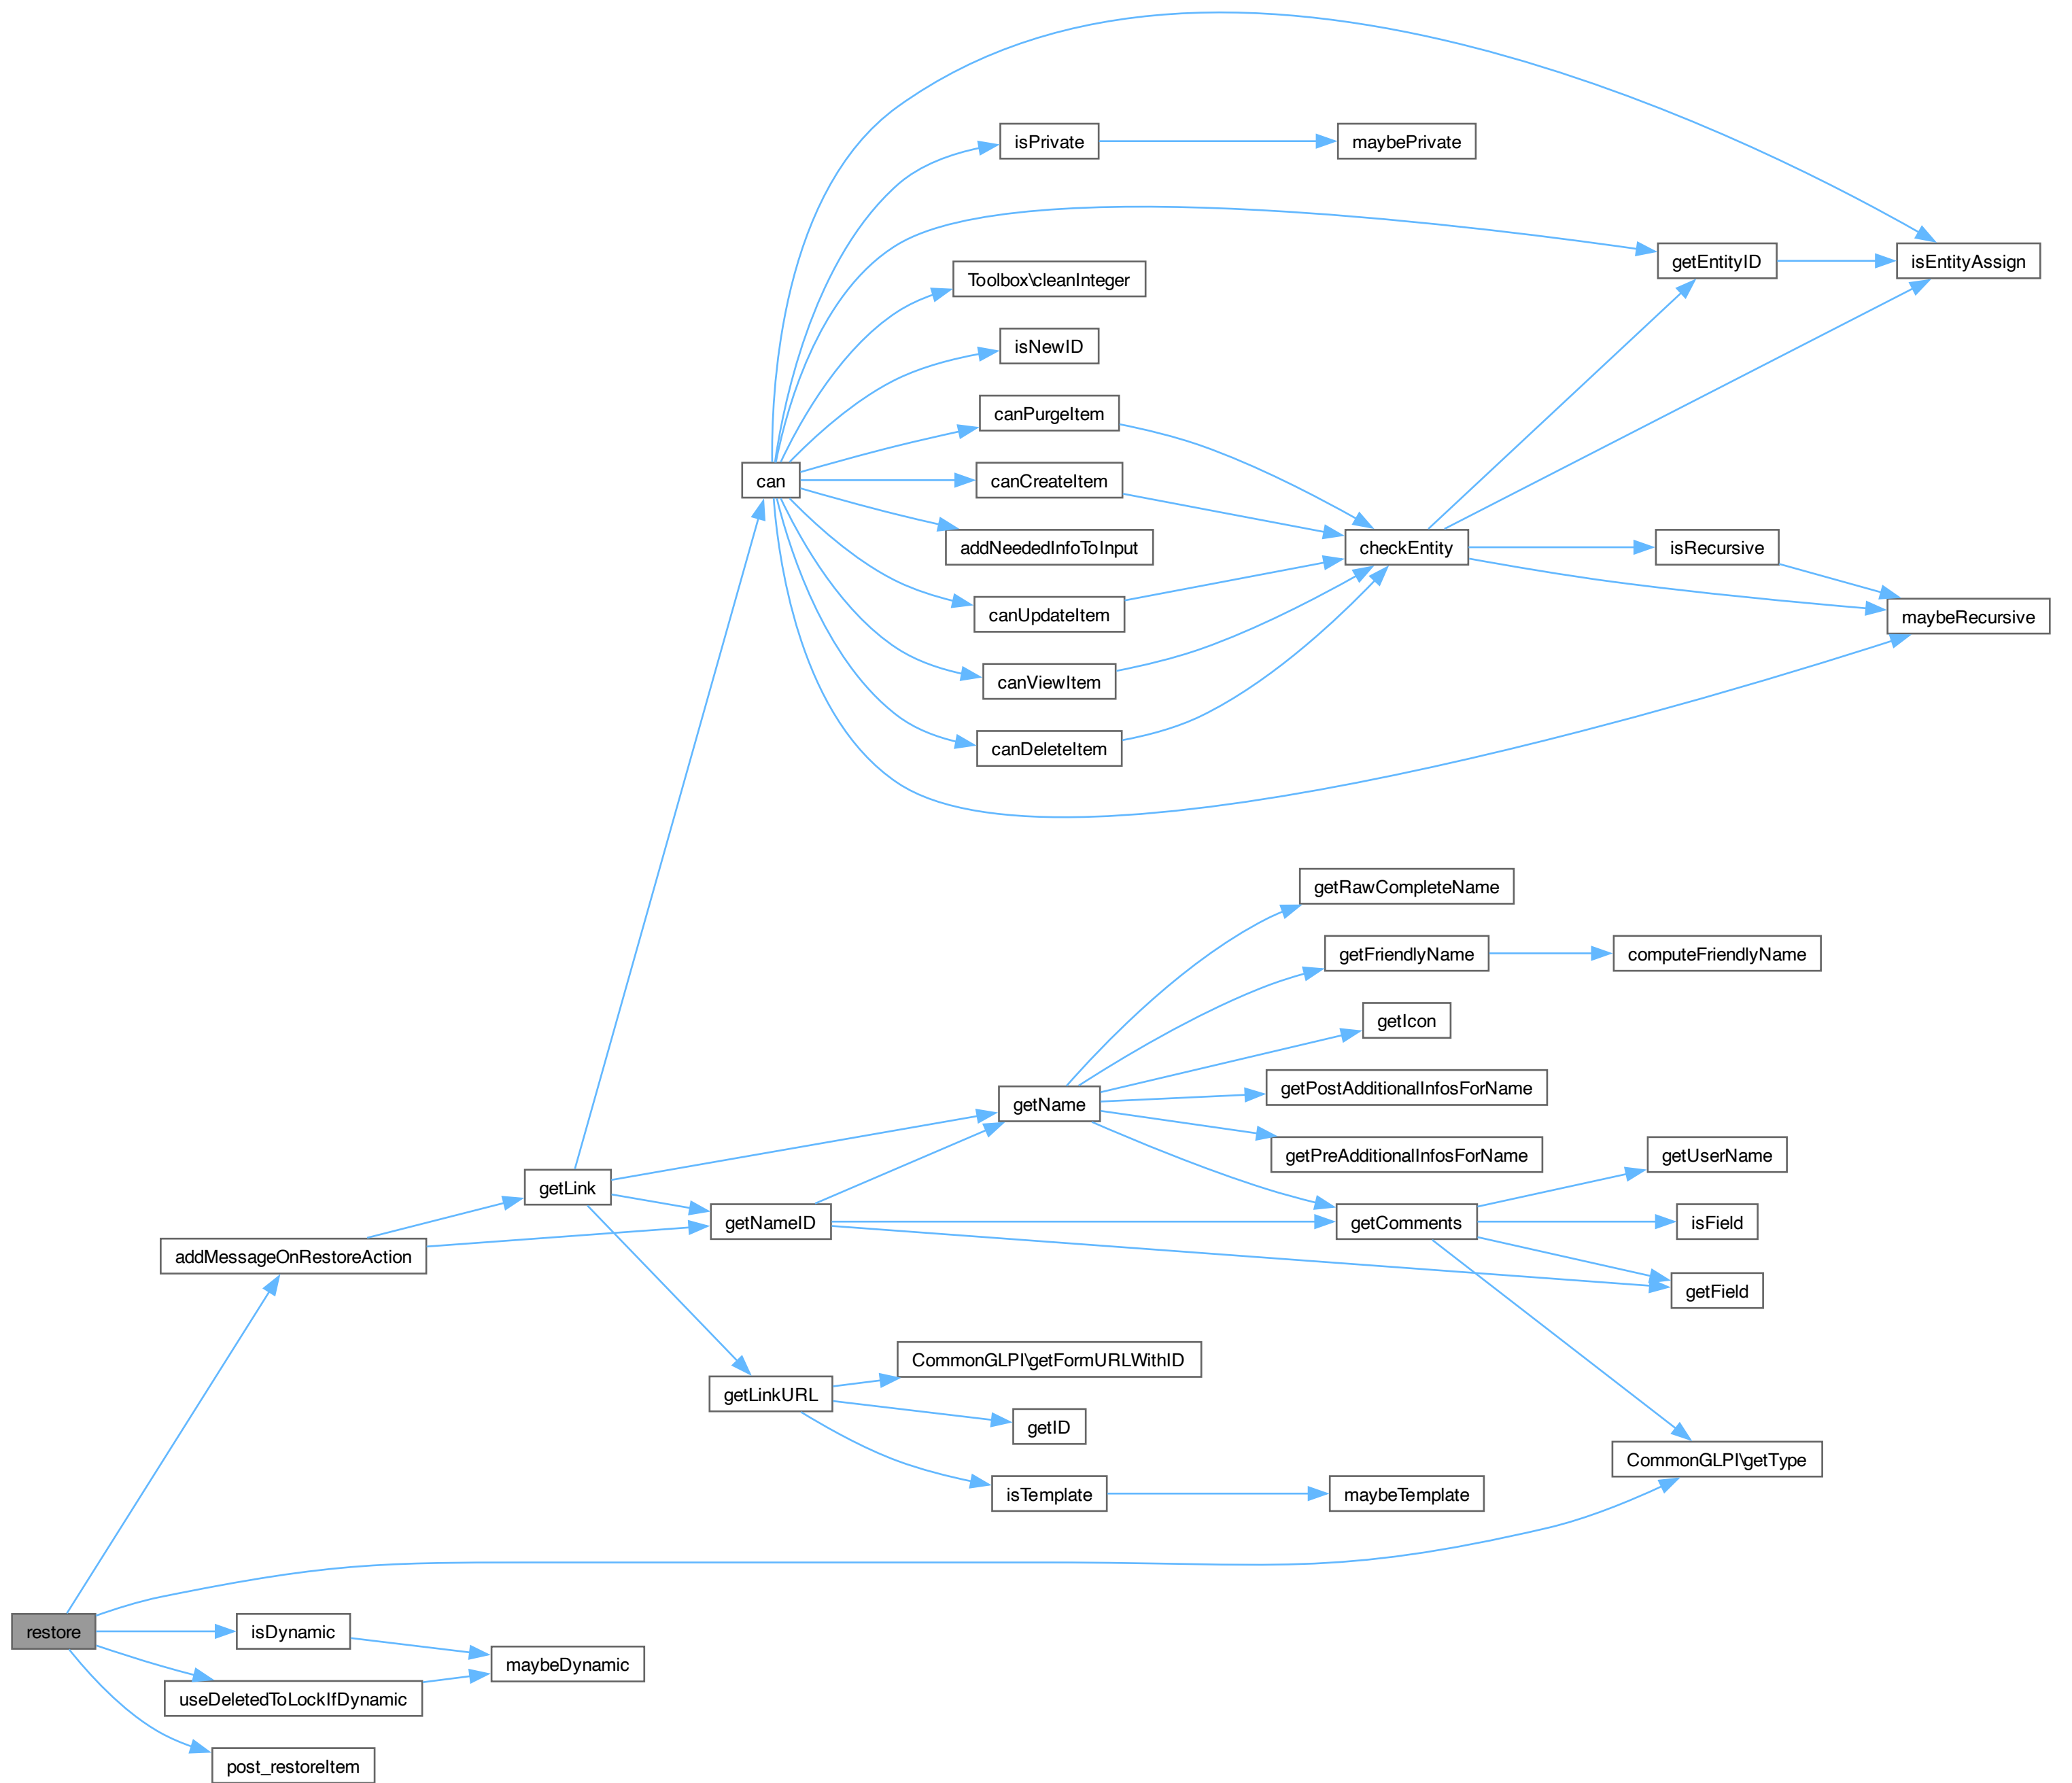 isPrivate
maybePrivate
getEntityID
isEntityAssign
Toolbox\cleanInteger
isNewID
canPurgeItem
can
canCreateItem
addNeededInfoToInput
checkEntity
isRecursive
canUpdateItem
maybeRecursive
canViewItem
canDeleteItem
getRawCompleteName
getFriendlyName
computeFriendlyName
getIcon
getPostAdditionalInfosForName
getName
getPreAdditionalInfosForName
getUserName
getLink
getNameID
getComments
isField
addMessageOnRestoreAction
getField
CommonGLPI\getFormURLWithID
getLinkURL
getID
CommonGLPI\getType
isTemplate
maybeTemplate
restore
isDynamic
maybeDynamic
useDeletedToLockIfDynamic
post_restoreItem